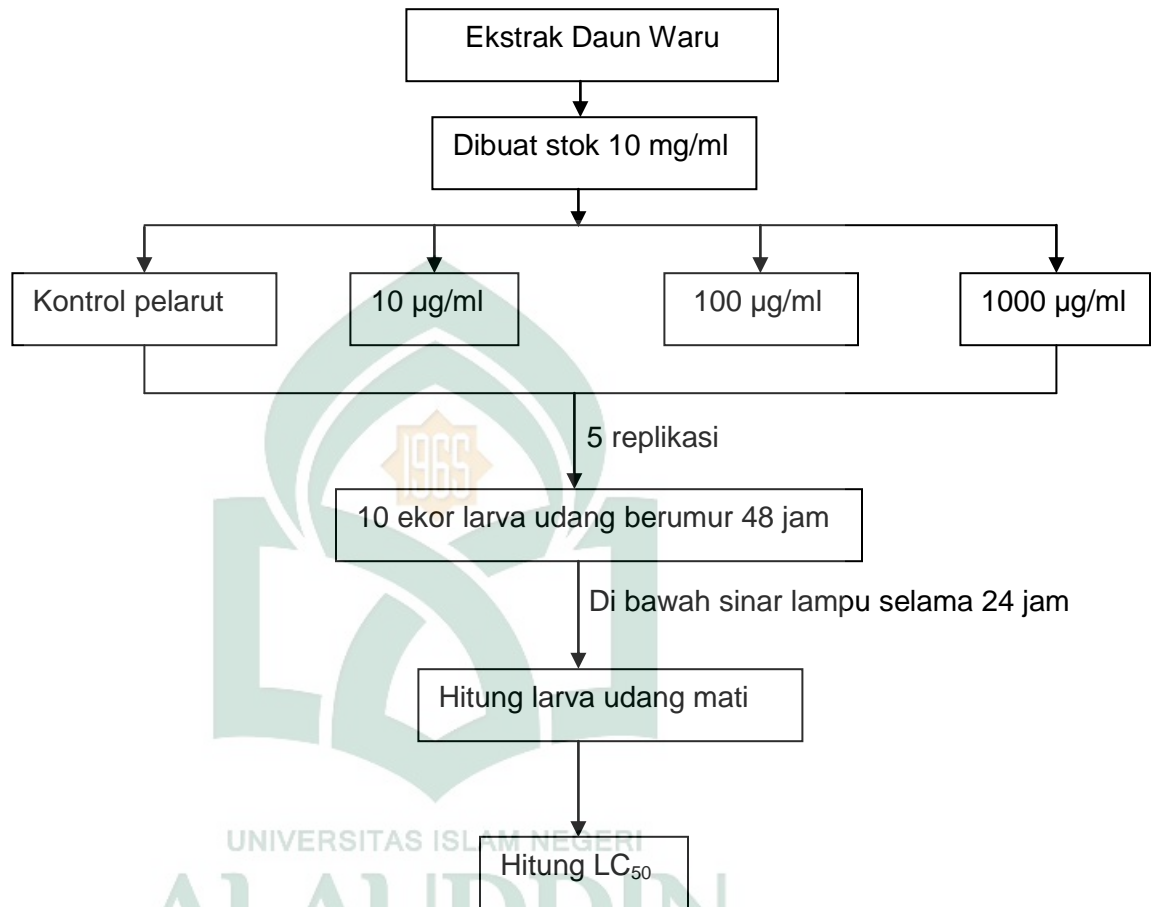 Ekstrak Daun Waru
Dibuat stok 10 mg/ml
Kontrol pelarut
10 µg/ml
100 µg/ml
1000 µg/ml
5 replikasi
1965
10 ekor larva udang berumur 48 jam
Di bawah sinar lampu selama 24 jam
Hitung larva udang mati
UNIVERSITAS ISLAM NEGERI
Hitung LC₅₀
ALAUDDIN